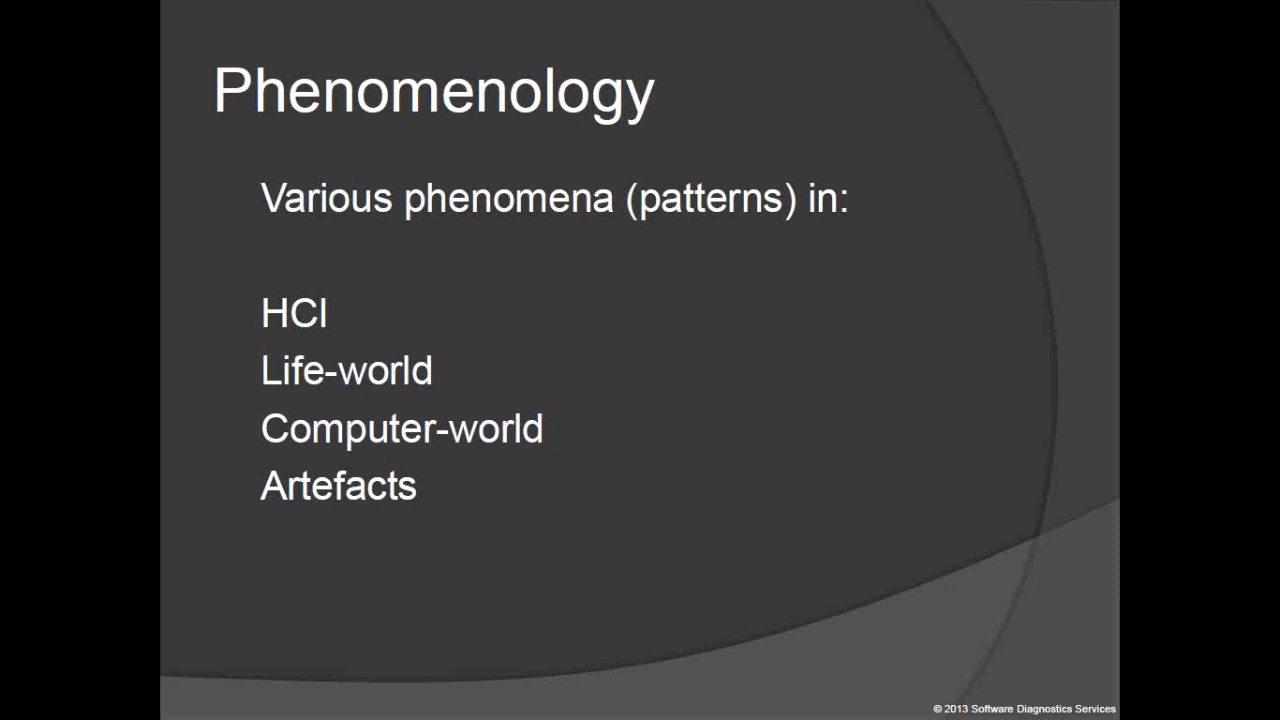 Phenomenology
Various phenomena (patterns) in:
HCI
Life-world
Computer-world
Artefacts
© 2013 Software Diagnostics Services